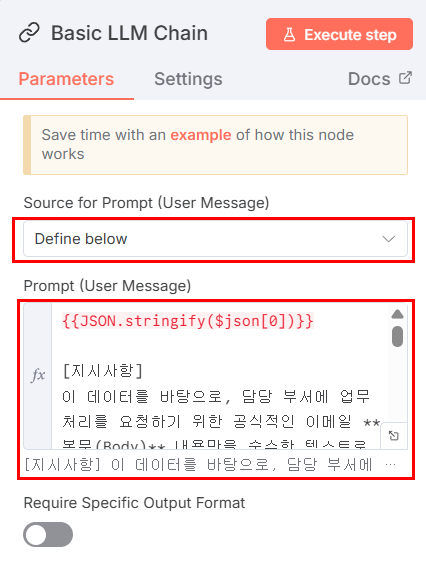 Basic LLM Chain
Execute step
Parameters
Settings
Docs
Save time with an example of how this node
works
Source for Prompt (User Message)
Define below
Prompt (User Message)
{{JSON.stringify($json[0])}}
fx
[지시사항]
이 데이터를 바탕으로, 담당 부서에 업무
처리를 요청하기 위한 공식적인 이메일 **
본문(Body)** 내용만을 순수한 텍스트로
[지시사항] 이 데이터를 바탕으로, 담당 부서에 …
Require Specific Output Format